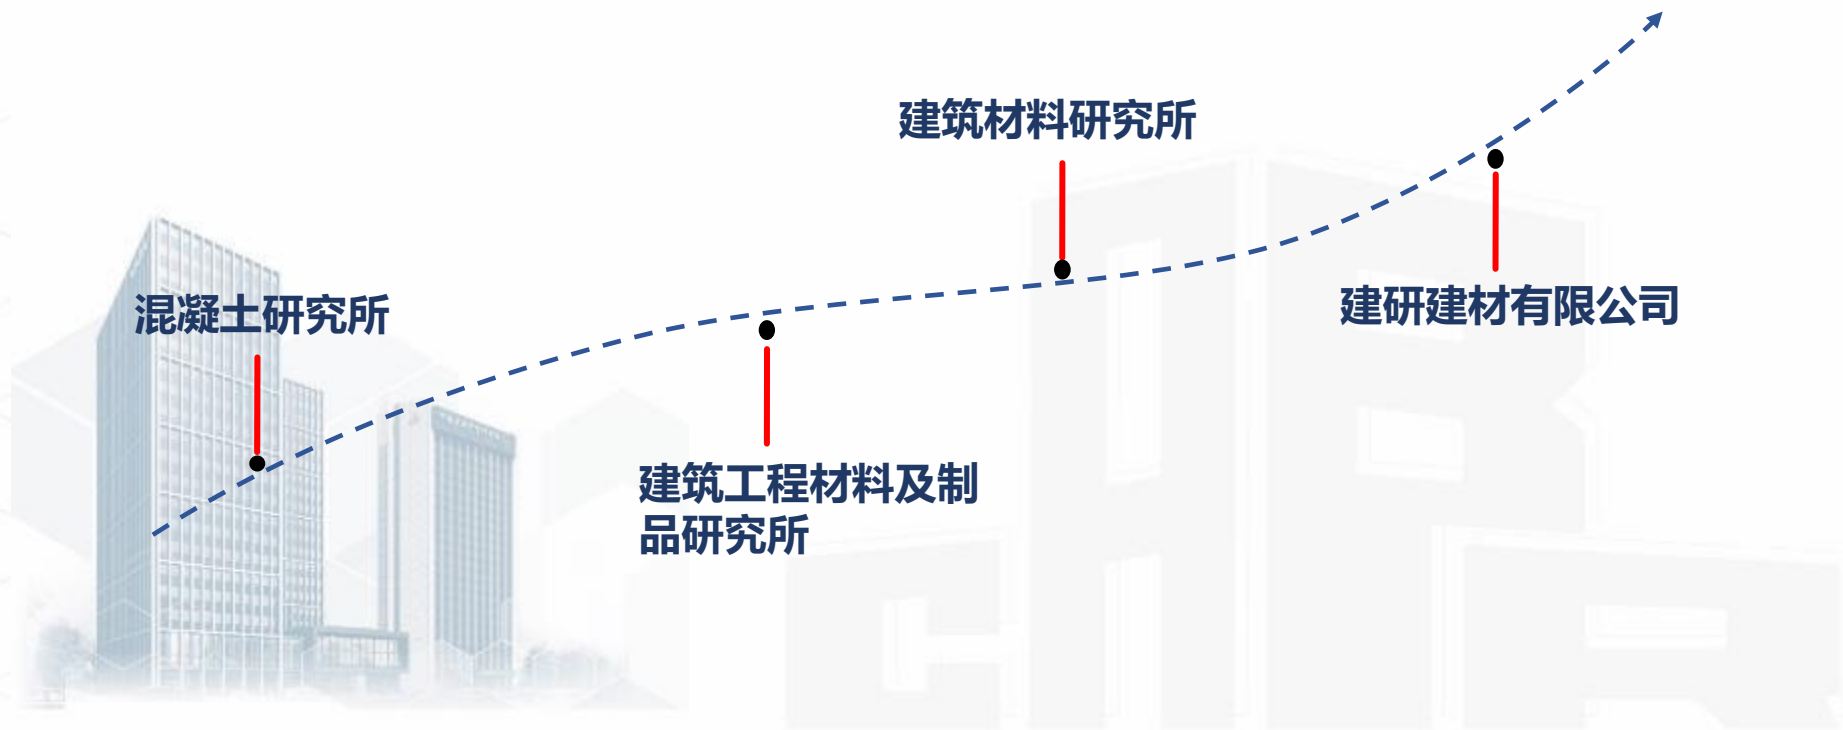 混凝土研究所
建筑工程材料及制
品研究所
建筑材料研究所
建研建材有限公司